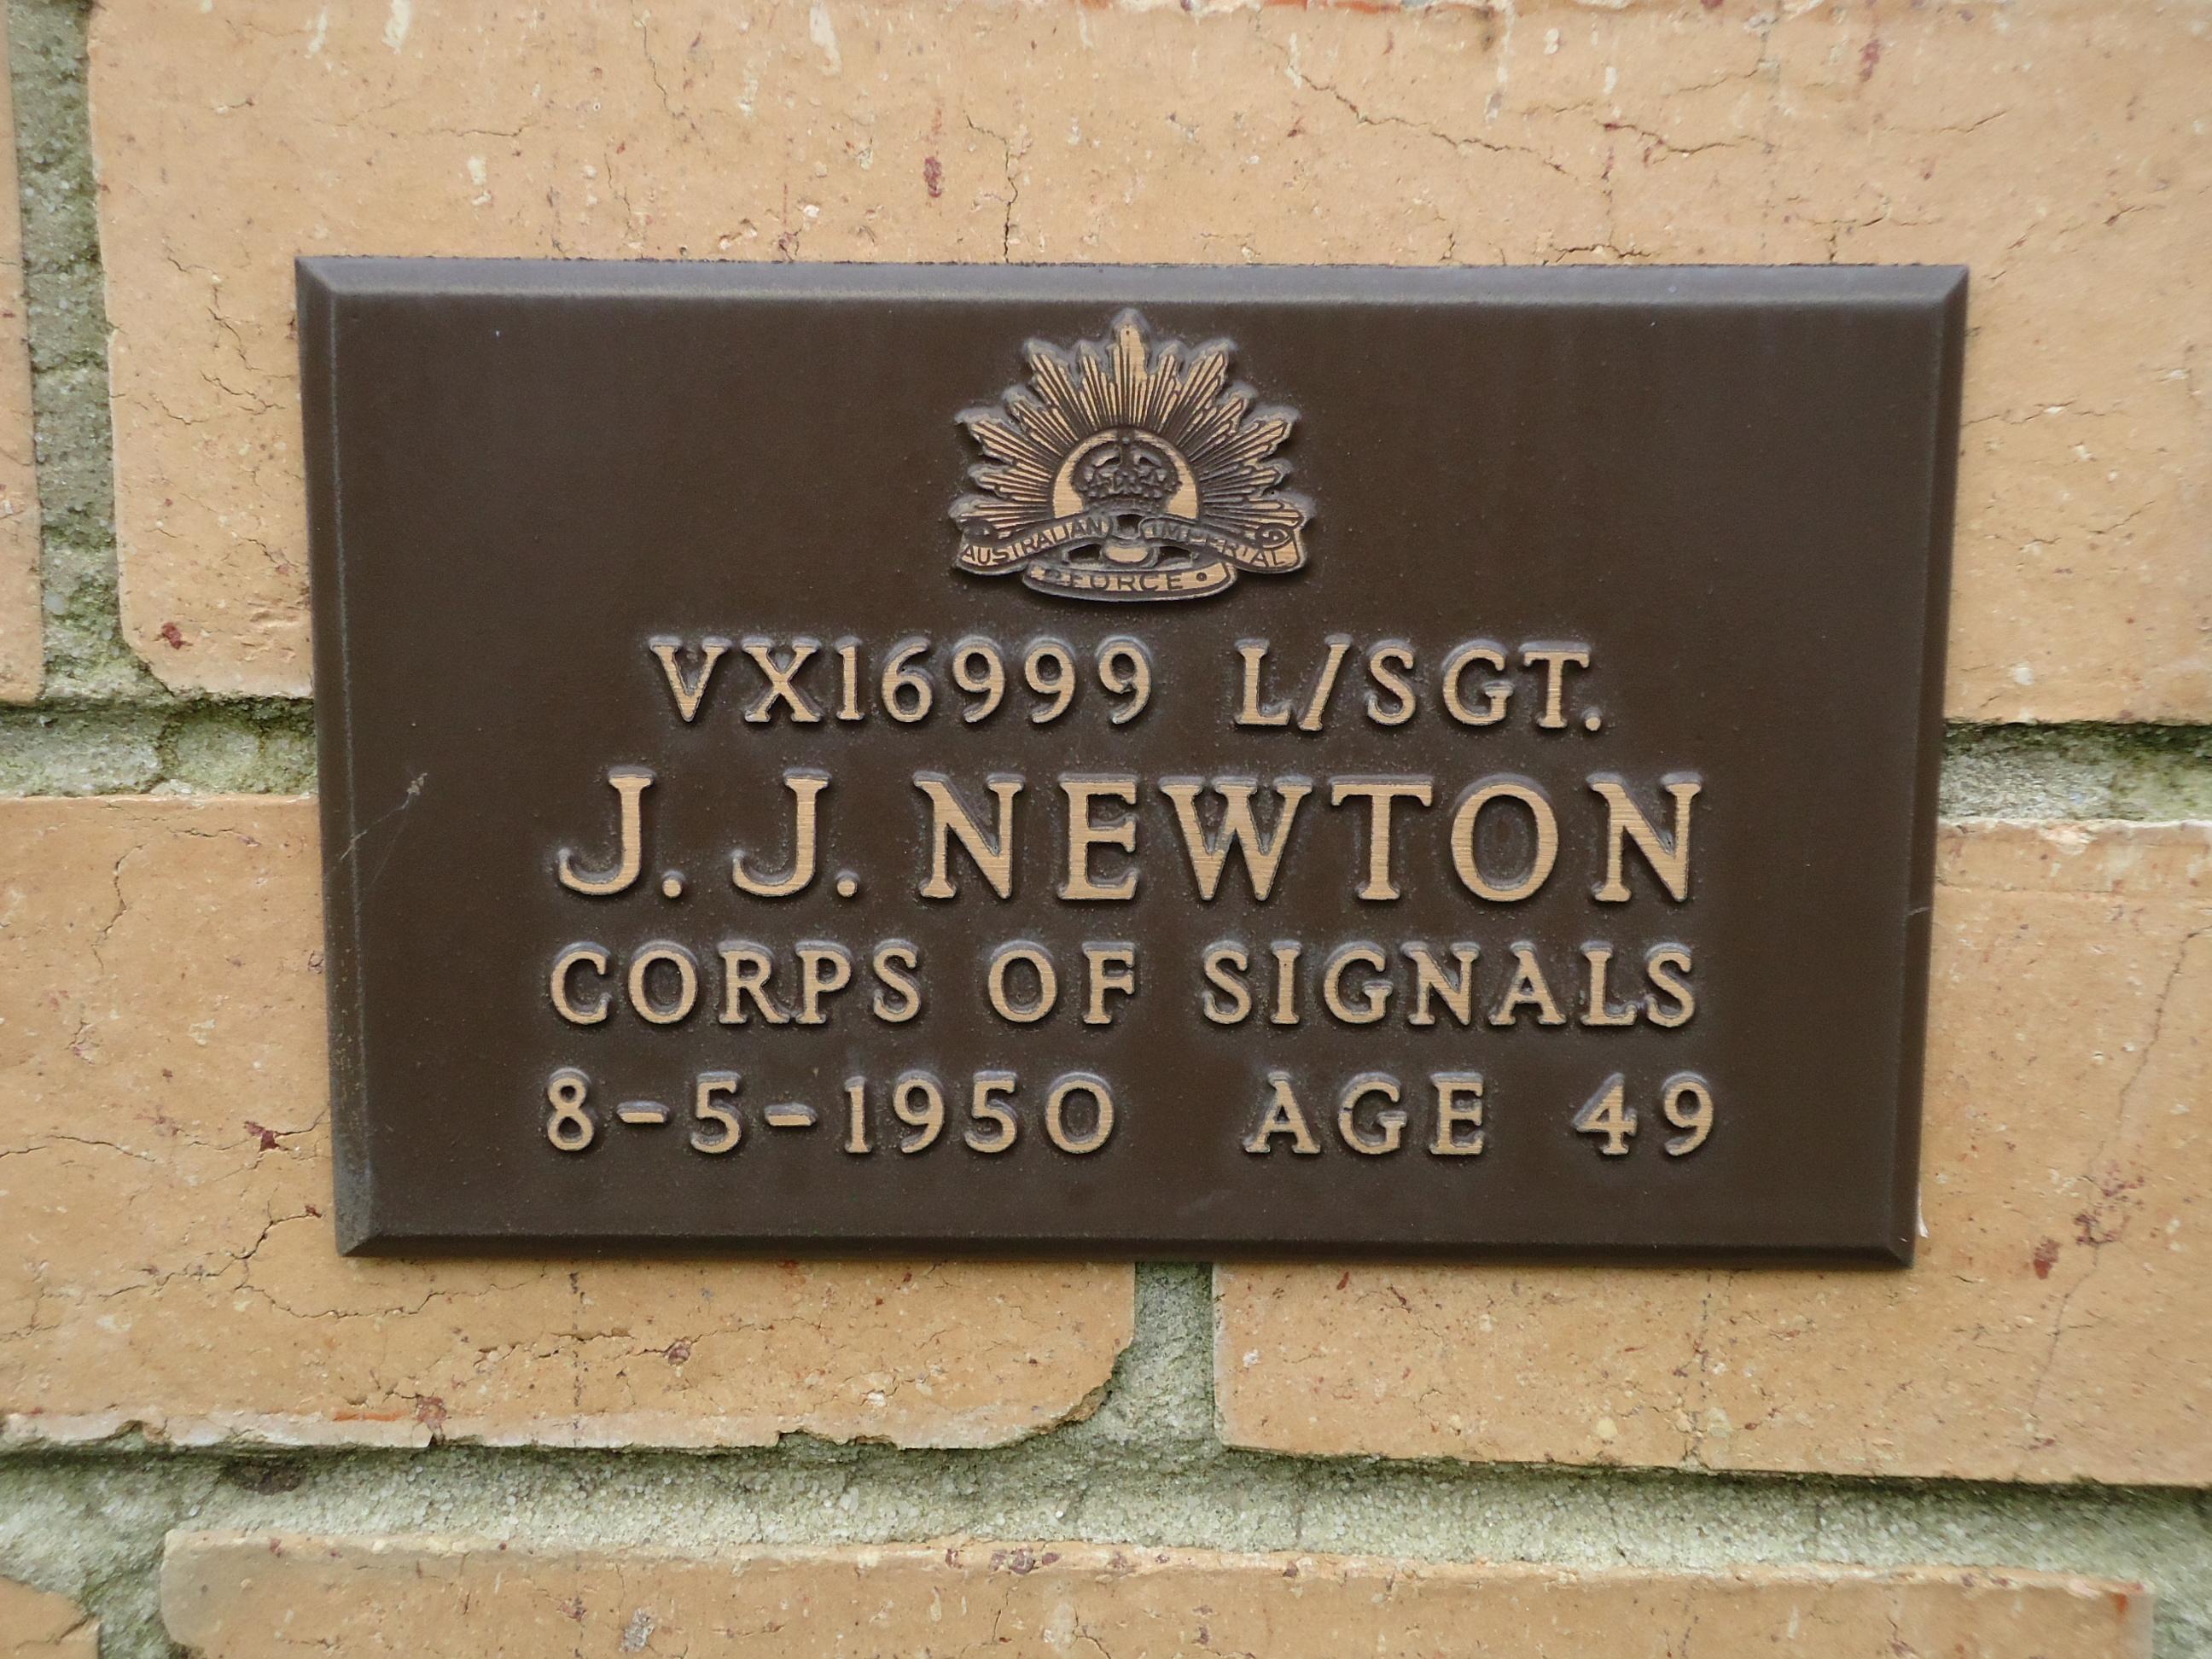 AUSTRALIAN IMPERIAL
FORCE
VX16999 L/SGT.
J. J. NEWTON
CORPS OF SIGNALS
8-5-1950 AGE 49